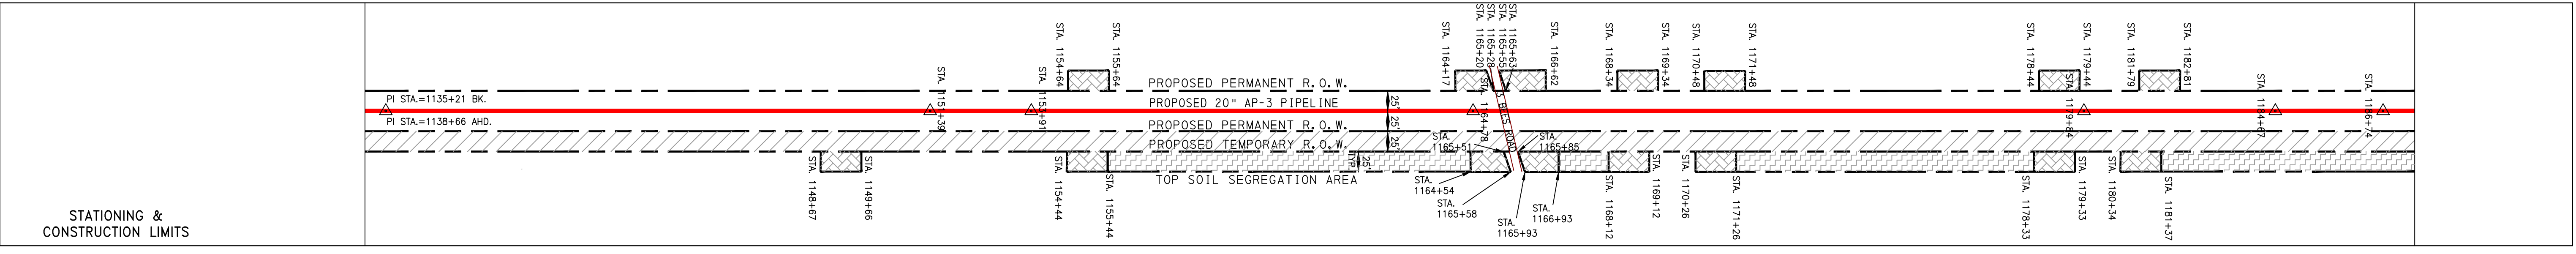 STA. 1154+64
STA. 1155+64
STA. 1164+17
STA. 1165+20
STA. 1165+28
STA. 1165+55
STA. 1165+63
STA. 1166+62
STA. 1168+34
STA. 1169+34
STA. 1170+48
STA. 1171+48
STA. 1178+44
STA. 1179+44
STA. 1181+79
STA. 1182+81
STA. 1151+39
STA. 1153+91
STA. 1164+78
STA. 1179+84
STA. 1184+67
STA. 1186+74
PROPOSED PERMANENT R.O.W.
PI STA.=1135+21 BK.
PROPOSED 20" AP-3 PIPELINE
25'
PI STA.=1138+66 AHD.
PROPOSED PERMANENT R.O.W.
25'
PROPOSED TEMPORARY R.O.W.
25'
ROAD
STA.
1165+51
STA.
1165+85
25'
TYP
TOP SOIL SEGREGATION AREA
STA. 1148+67
STA. 1149+66
STA. 1154+44
STA. 1155+44
STA.
1164+54
STA.
1165+58
STA.
1165+93
STA.
1166+93
STA. 1168+12
STA. 1169+12
STA. 1170+26
STA. 1171+26
STA. 1178+33
STA. 1179+33
STA. 1180+34
STA. 1181+37
STATIONING &
CONSTRUCTION LIMITS